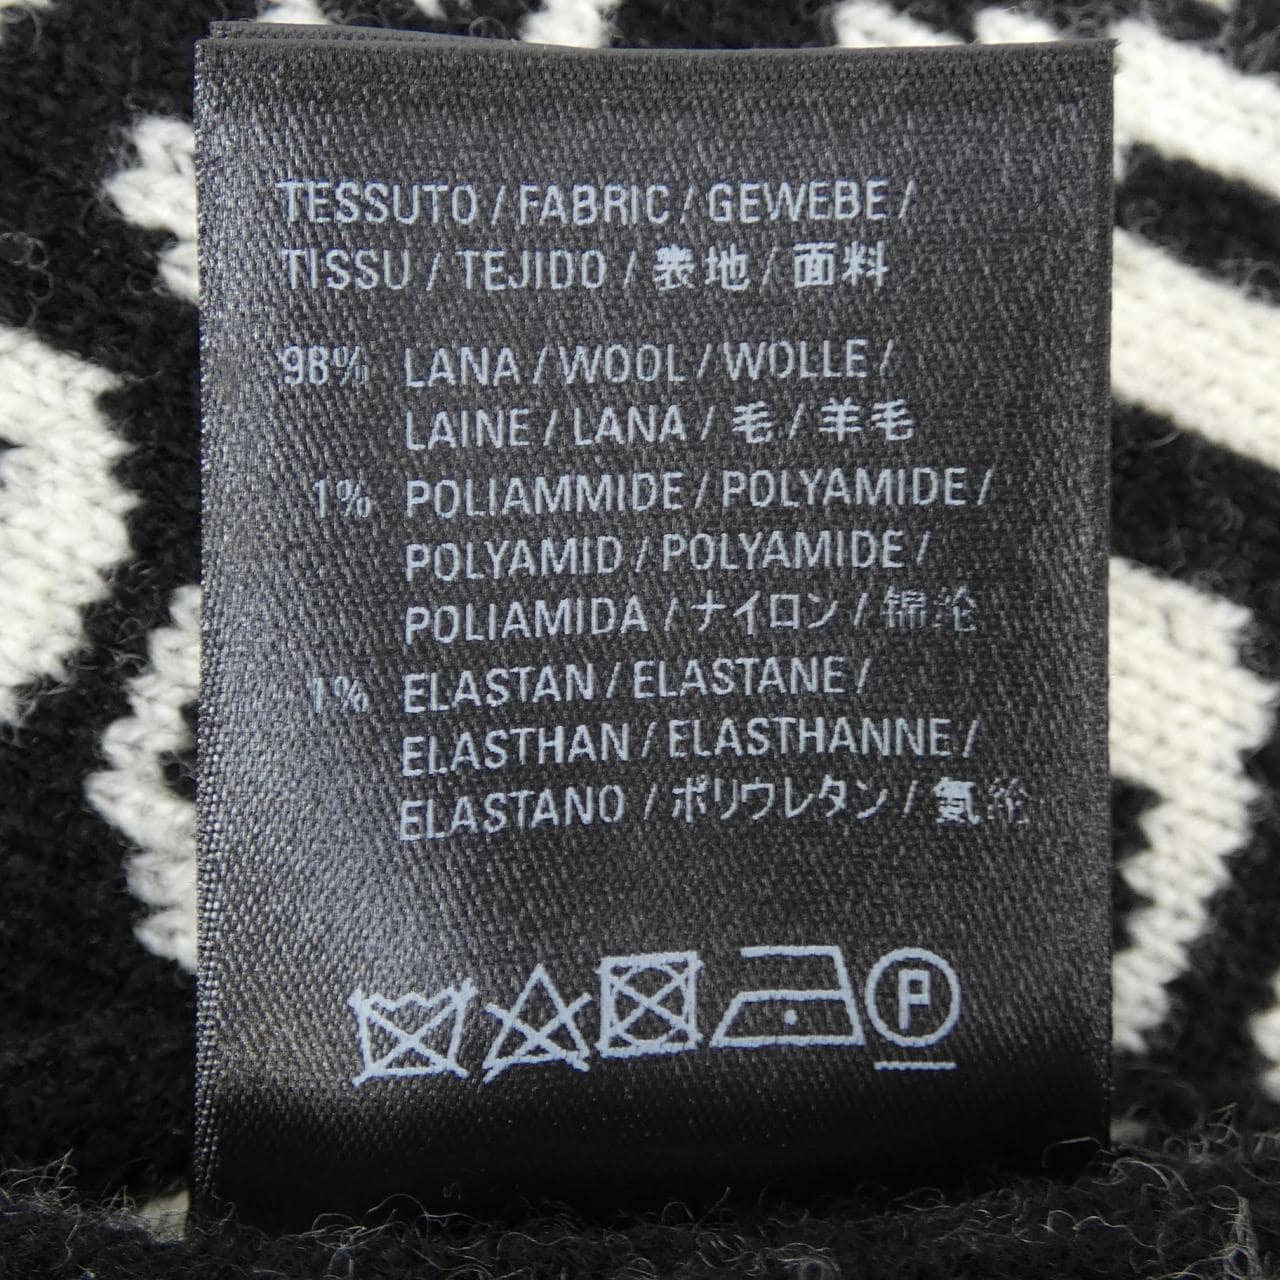 TESSUTO / FABRIC / GEWEBE /
TISSU / TEJIDO / 表地 / 面料
98% LANA / WOOL / WOLLE /
LAINE / LANA / 毛 / 羊毛
1% POLIAMMIDE / POLYAMIDE /
POLYAMID / POLYAMIDE /
POLIAMIDA / ナイロン / 锦沦
1% ELASTAN / ELASTANE /
ELASTHAN / ELASTHANNE /
ELASTANO / ポリウレタン / 氨沦
P